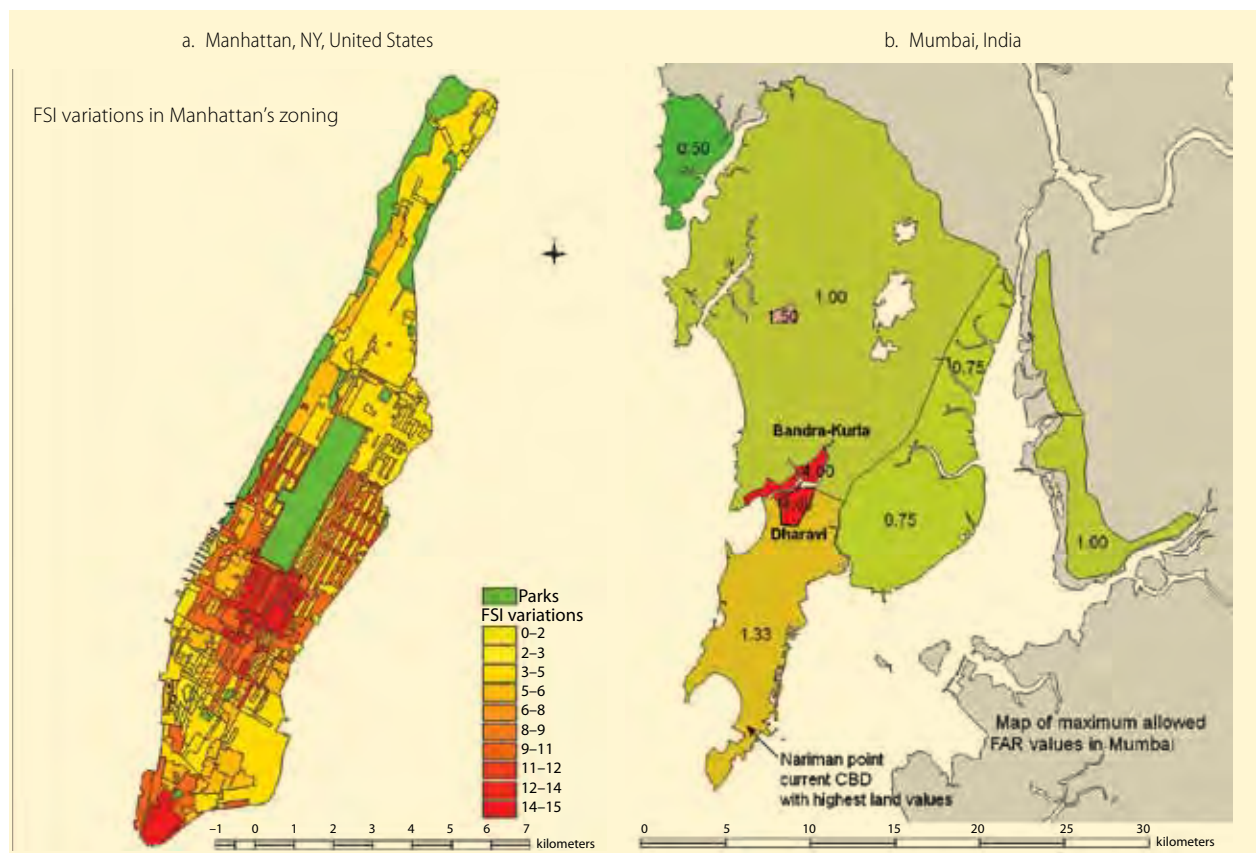 a. Manhattan, NY, United States
FSI variations in Manhattan's zoning
Parks
FSI variations
0–2
2–3
3–5
5–6
6–8
8–9
9–11
11–12
12–14
14–15
–1 0 1 2 3 4 5 6 7
kilometers
b. Mumbai, India
0.50
1.00
1.50
0.75
Bandra-Kurla
4.00
Dharavi
0.75
1.00
1.33
Map of maximum allowed
FAR values in Mumbai
Nariman point
current CBD
with highest land values
0 5 10 15 20 25 30
kilometers